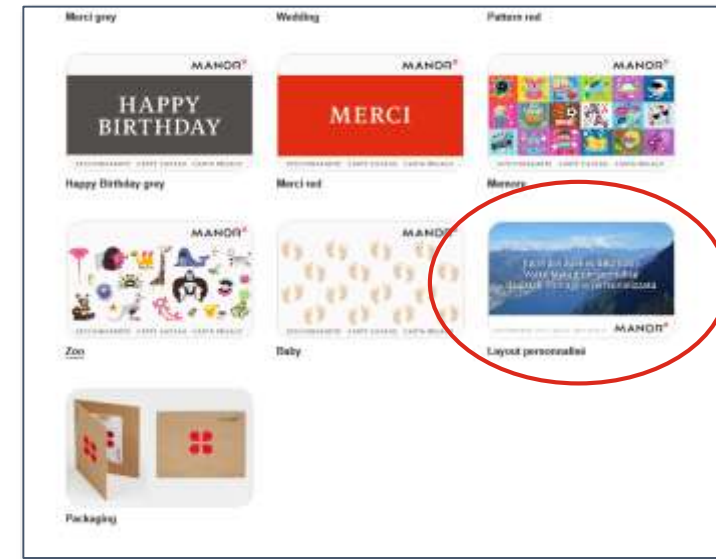 Merci grey
Wedding
Pattern red
MANOR
HAPPY
BIRTHDAY
Happy Birthday grey
MANOR
MERCI
Merci red
MANOR
Memory
MANOR
Zoo
MANOR
Baby
MANOR
Layout personnalisé
Packaging